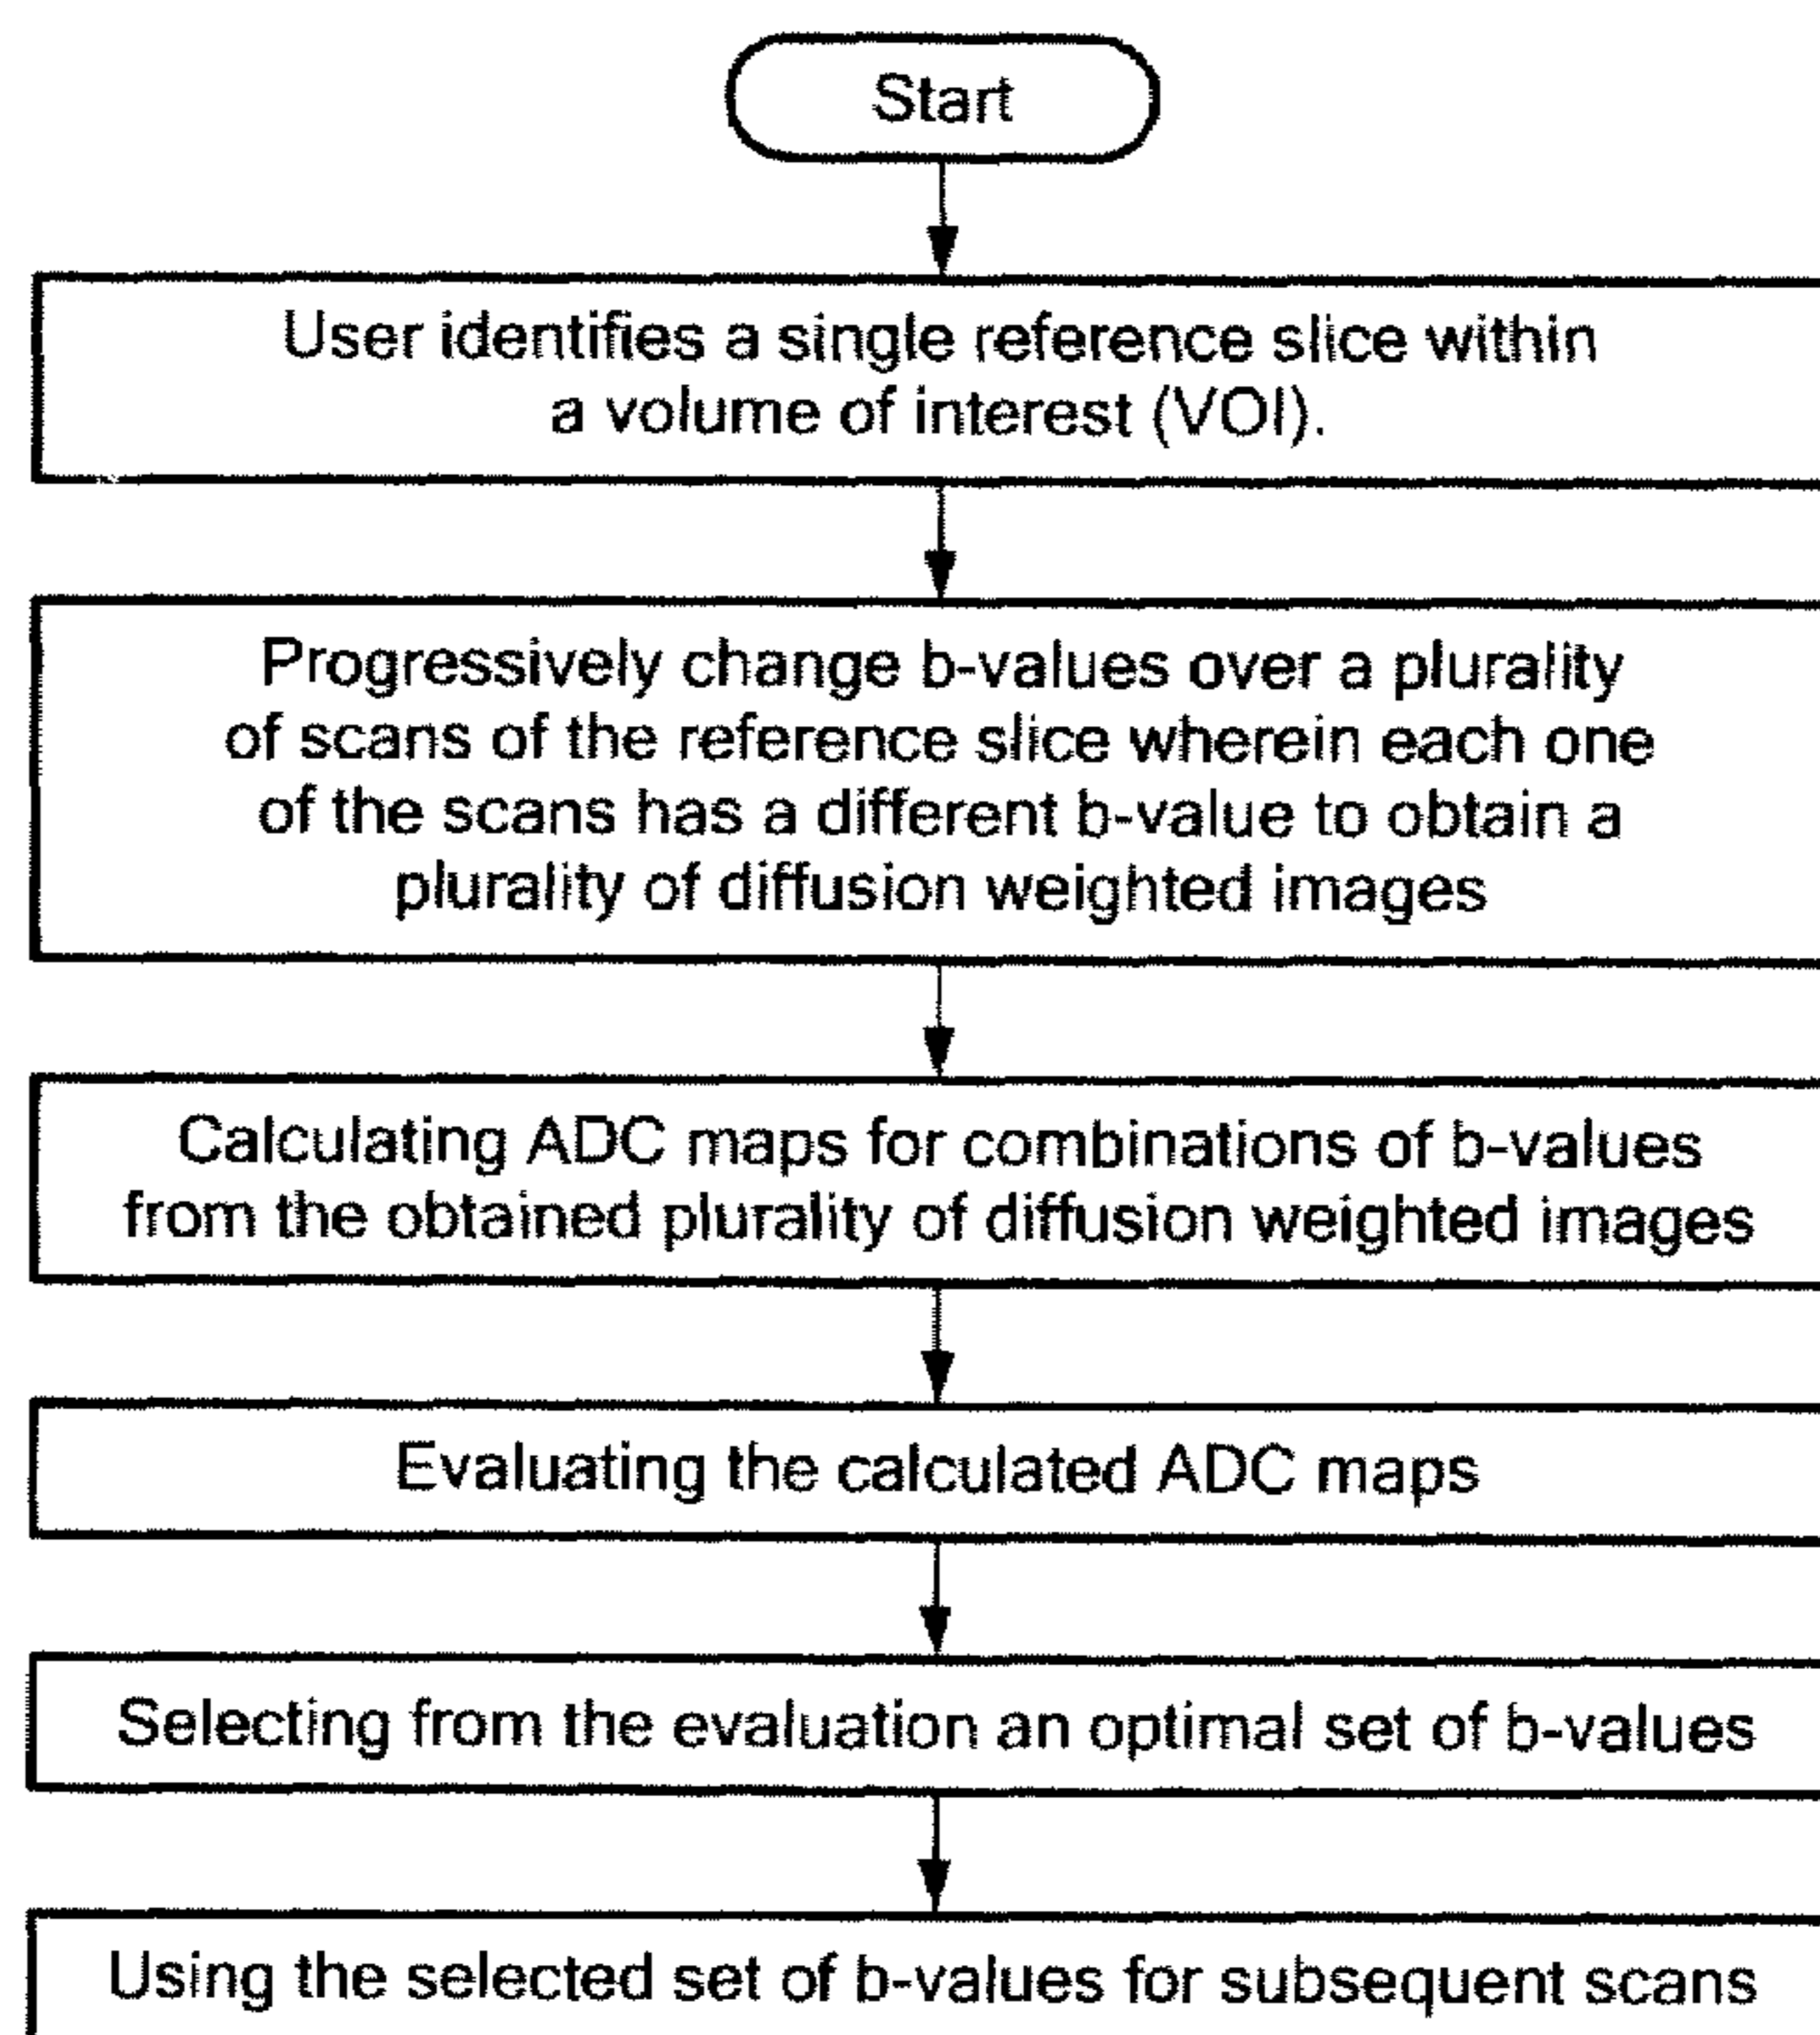 Start
User identifies a single reference slice within
a volume of interest (VOI).
Progressively change b-values over a plurality
of scans of the reference slice wherein each one
of the scans has a different b-value to obtain a
plurality of diffusion weighted images
Calculating ADC maps for combinations of b-values
from the obtained plurality of diffusion weighted images
Evaluating the calculated ADC maps
Selecting from the evaluation an optimal set of b-values
Using the selected set of b-values for subsequent scans